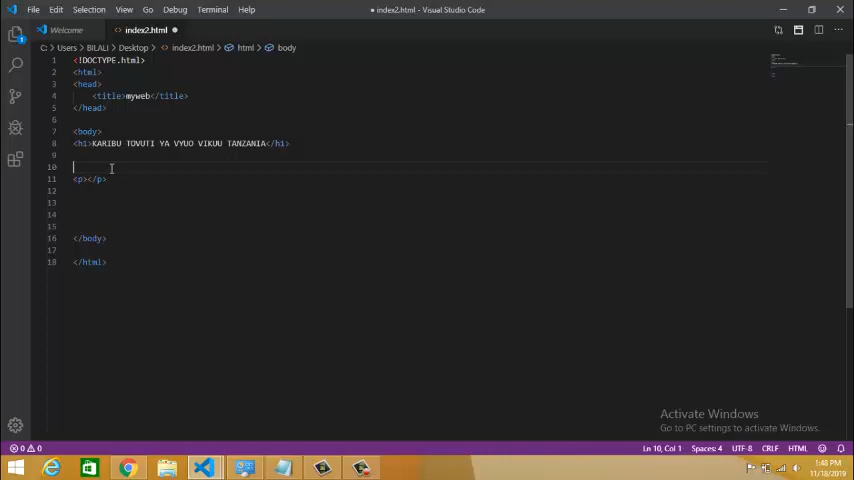 File Edit Selection View Go Debug Terminal Help
● index2.html - Visual Studio Code
Welcome
<> index2.html ●
C: > Users > BILALI > Desktop > <> index2.html > html > body
1 <!DOCTYPE.html>
2 <html>
3 <head>
4 <title>myweb</title>
5 </head>
6
7 <body>
8 <h1>KARIBU TOVUTI YA VYUO VIKUU TANZANIA</h1>
9
10
11 <p></p>
12
13
14
15
16 </body>
17
18 </html>
1
Activate Windows
Go to PC settings to activate Windows.
0 0
Ln 10, Col 1 Spaces: 4 UTF-8 CRLF HTML
1:48 PM
11/18/2019